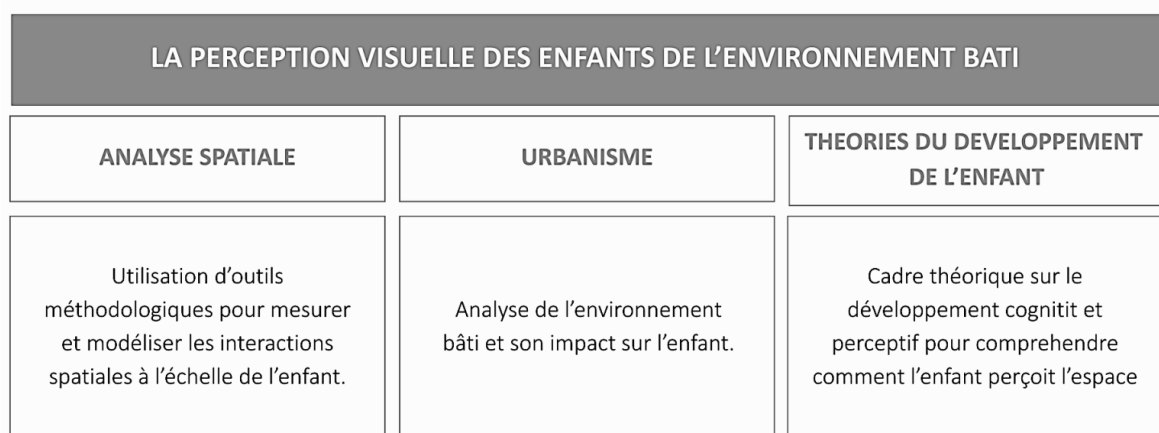 LA PERCEPTION VISUELLE DES ENFANTS DE L’ENVIRONNEMENT BATI
ANALYSE SPATIALE
Utilisation d’outils
méthodologiques pour mesurer
et modéliser les interactions
spatiales à l’échelle de l’enfant.
URBANISME
Analyse de l’environnement
bâti et son impact sur l’enfant.
THEORIES DU DEVELOPPEMENT
DE L’ENFANT
Cadre théorique sur le
développement cognitit et
perceptif pour comprehendre
comment l’enfant perçoit l’espace